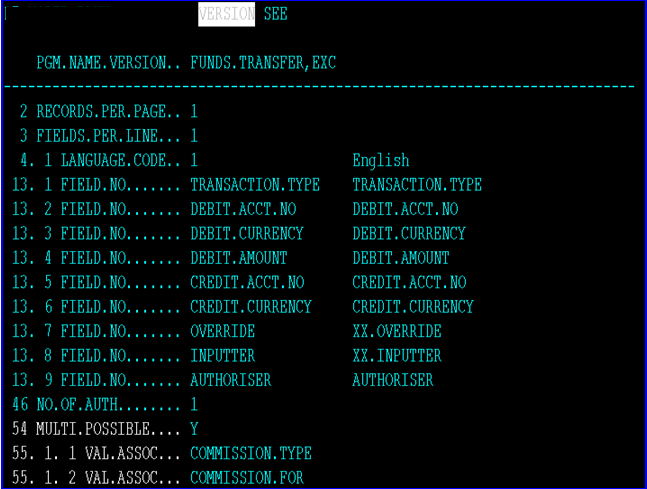 VERSION SEE
PGM.NAME.VERSION.. FUNDS.TRANSFER,EXC
2 RECORDS.PER.PAGE.. 1
3 FIELDS.PER.LINE... 1
4. 1 LANGUAGE.CODE.. 1 English
13. 1 FIELD.NO....... TRANSACTION.TYPE TRANSACTION.TYPE
13. 2 FIELD.NO....... DEBIT.ACCT.NO DEBIT.ACCT.NO
13. 3 FIELD.NO....... DEBIT.CURRENCY DEBIT.CURRENCY
13. 4 FIELD.NO....... DEBIT.AMOUNT DEBIT.AMOUNT
13. 5 FIELD.NO....... CREDIT.ACCT.NO CREDIT.ACCT.NO
13. 6 FIELD.NO....... CREDIT.CURRENCY CREDIT.CURRENCY
13. 7 FIELD.NO....... OVERRIDE XX.OVERRIDE
13. 8 FIELD.NO....... INPUTTER XX.INPUTTER
13. 9 FIELD.NO....... AUTHORISER AUTHORISER
46 NO.OF.AUTH........ 1
54 MULTI.POSSIBLE.... Y
55. 1. 1 VAL.ASSOC... COMMISSION.TYPE
55. 1. 2 VAL.ASSOC... COMMISSION.FOR